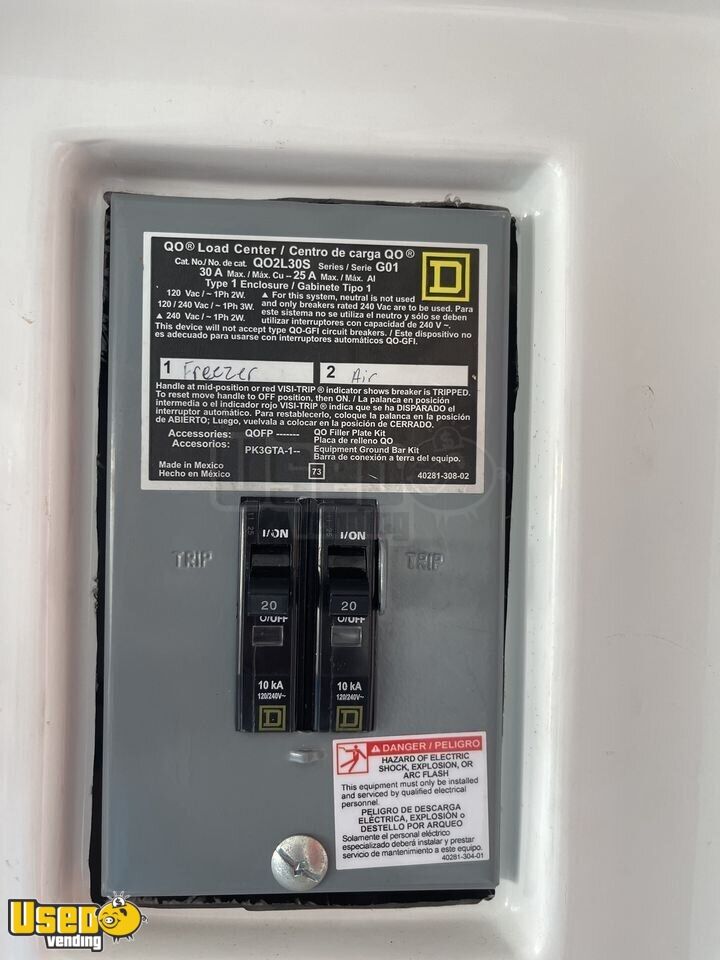 QO® Load Center / Centro de carga QO®
Cat. No./No. de cat. QO2L30S Series / Serie G01
30 A Max. / Máx. Cu -- 25 A Max. / Máx. Al
Type 1 Enclosure / Gabinete Tipo 1
120 Vac / ~ 1Ph 2W.
120 / 240 Vac / ~ 1Ph 3W.
▲ 240 Vac / ~ 1Ph 2W.
▲ For this system, neutral is not used
and only breakers rated 240 Vac are to be used. Para
este sistema no se utiliza el neutro y sólo se deben
utilizar interruptores con capacidad de 240 V ~.
This device will not accept type QO-GFI circuit breakers. / Este dispositivo no
es adecuado para usarse con interruptores automáticos QO-GFI.
1 Freezer
2 Air
Handle at mid-position or red VISI-TRIP ® indicator shows breaker is TRIPPED.
To reset move handle to OFF position, then ON. / La palanca en posición
intermedia o el indicador rojo VISI-TRIP ® indica que se ha DISPARADO el
interruptor automático. Para restablecerlo, coloque la palanca en la posición
de ABIERTO; Luego, vuelvala a colocar en la posición de CERRADO.
Accessories: QOFP ------- QO Filler Plate Kit
Accesorios: Placa de relleno QO
PK3GTA-1-- Equipment Ground Bar Kit
Barra de conexión a terra del equipo.
Made in Mexico
Hecho en México
73
40281-308-02
I/ON
I/ON
TRIP
TRIP
20
20
O/OFF
O/OFF
10 kA
10 kA
120/240V~
120/240V~
DANGER / PELIGRO
HAZARD OF ELECTRIC
SHOCK, EXPLOSION, OR
ARC FLASH
This equipment must only be installed
and serviced by qualified electrical
personnel.
PELIGRO DE DESCARGA
ELÉCTRICA, EXPLOSIÓN o
DESTELLO POR ARQUEO
Solamente el personal eléctrico
especializado deberá instalar y prestar
servicio de mantenimiento a este equipo.
40281-304-01
Used
vending